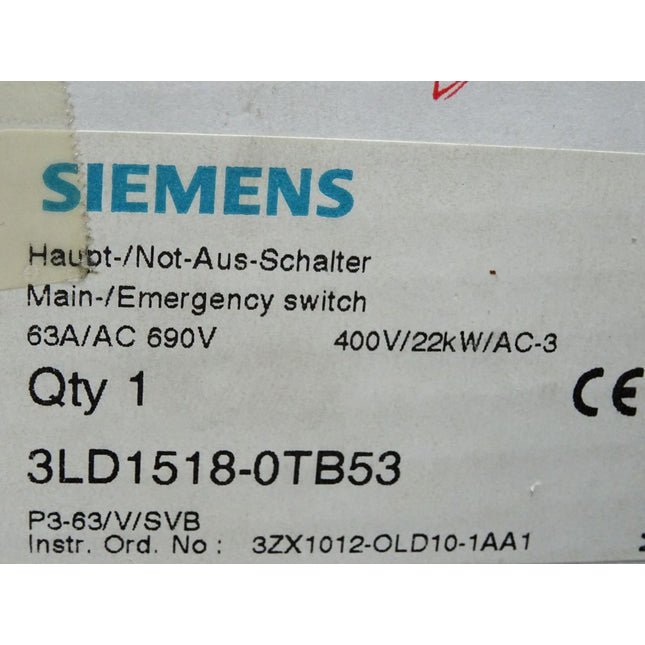 SIEMENS
Haupt-/Not-Aus-Schalter
Main-/Emergency switch
63A/AC 690V 400V/22kW/AC-3
Qty 1 CE
3LD1518-0TB53
P3-63/V/SVB
Instr. Ord. No : 3ZX1012-OLD10-1AA1